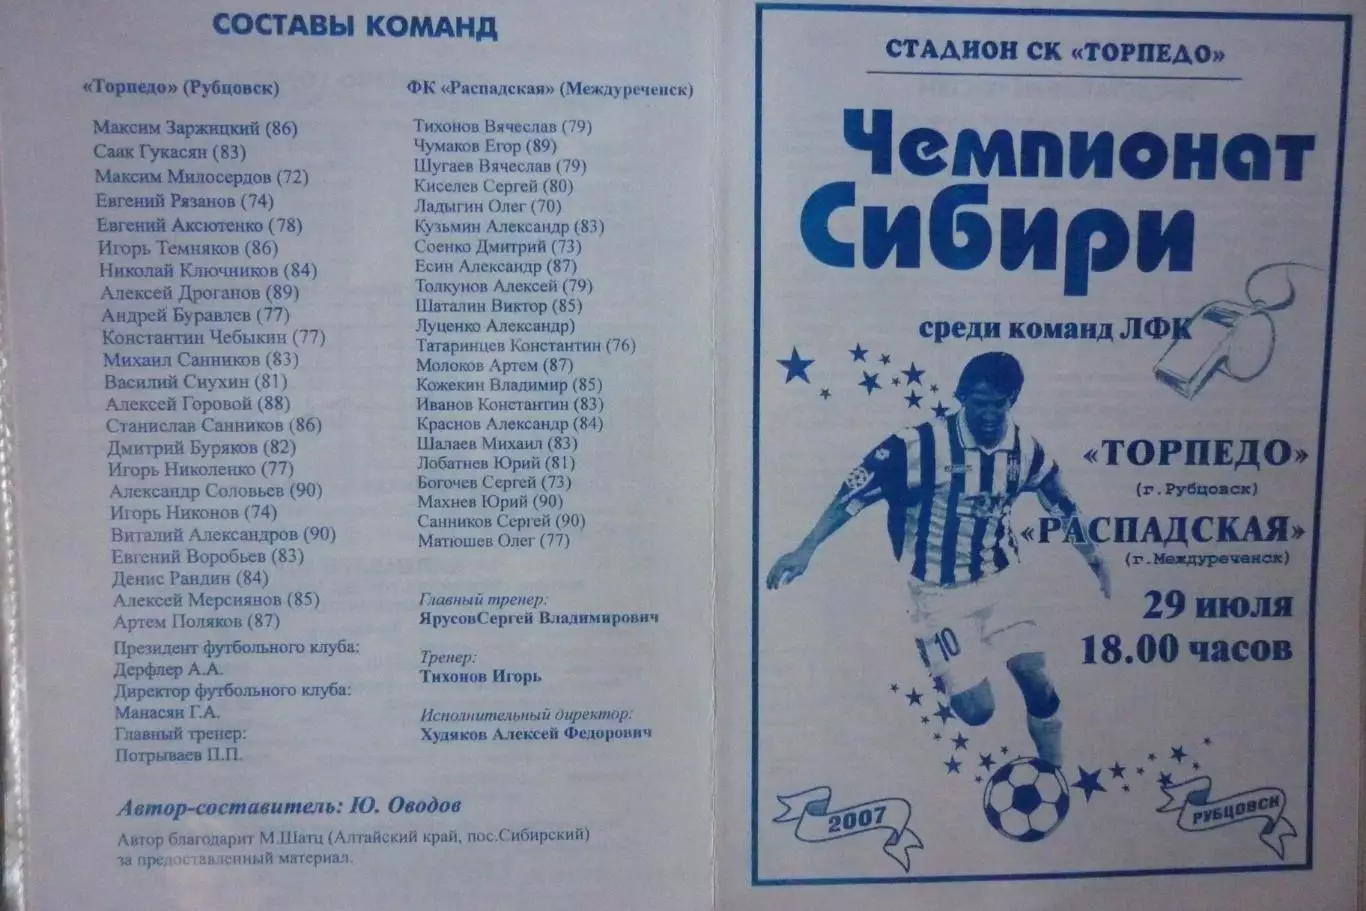 СОСТАВЫ КОМАНД
«Торпедо» (Рубцовск)
Максим Заржицкий (86)
Саак Гукасян (83)
Максим Милосердов (72)
Евгений Рязанов (74)
Евгений Аксютенко (78)
Игорь Темняков (86)
Николай Ключников (84)
Алексей Дроганов (89)
Андрей Буравлев (77)
Константин Чебыкин (77)
Михаил Санников (83)
Василий Сиухин (81)
Алексей Горовой (88)
Станислав Санников (86)
Дмитрий Буряков (82)
Игорь Николенко (77)
Александр Соловьев (90)
Игорь Никонов (74)
Виталий Александров (90)
Евгений Воробьев (83)
Денис Рандин (84)
Алексей Мерсиянов (85)
Артем Поляков (87)
Президент футбольного клуба:
Дерфлер А.А.
Директор футбольного клуба:
Манасян Г.А.
Главный тренер:
Потрываев П.П.
ФК «Распадская» (Междуреченск)
Тихонов Вячеслав (79)
Чумаков Егор (89)
Шугаев Вячеслав (79)
Киселев Сергей (80)
Ладыгин Олег (70)
Кузьмин Александр (83)
Соенко Дмитрий (73)
Есин Александр (87)
Толкунов Алексей (79)
Шаталин Виктор (85)
Луценко Александр)
Татаринцев Константин (76)
Молоков Артем (87)
Кожекин Владимир (85)
Иванов Константин (83)
Краснов Александр (84)
Шалаев Михаил (83)
Лобатнев Юрий (81)
Богочев Сергей (73)
Махнев Юрий (90)
Санников Сергей (90)
Матюшев Олег (77)
Главный тренер:
ЯрусовСергей Владимирович
Тренер:
Тихонов Игорь
Исполнительный директор:
Худяков Алексей Федорович
Автор-составитель: Ю. Оводов
Автор благодарит М.Шатц (Алтайский край, пос.Сибирский)
за предоставленный материал.
СТАДИОН СК «ТОРПЕДО»
Чемпионат
Сибири
среди команд ЛФК
«ТОРПЕДО»
(г.Рубцовск)
«РАСПАДСКАЯ»
(г.Междуреченск)
29 июля
18.00 часов
10
2007
РУБЦОВСК